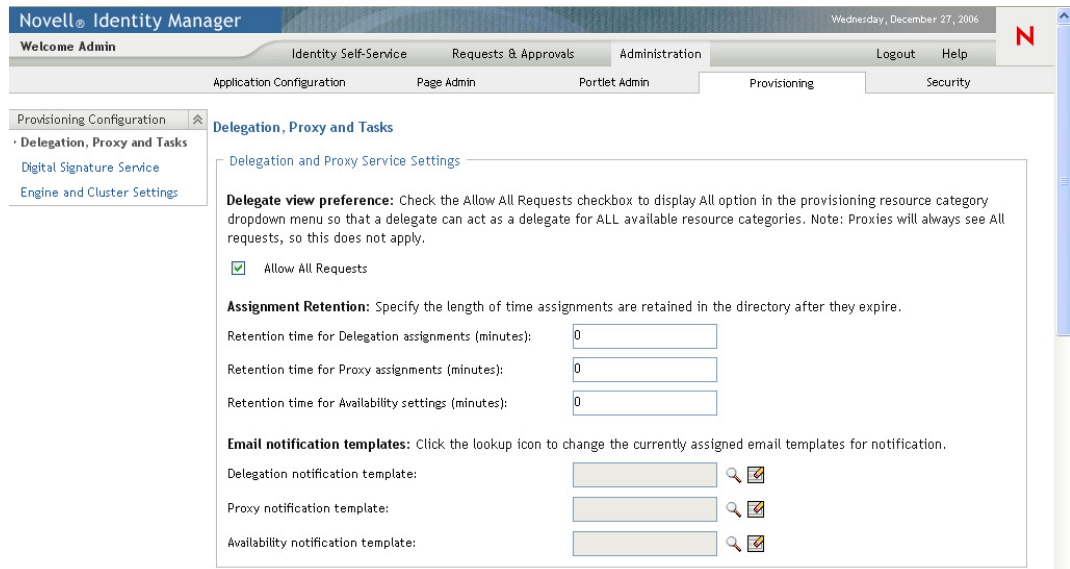 Novell® Identity Manager
Wednesday, December 27, 2006
N
Welcome Admin
Identity Self-Service Requests & Approvals Administration Logout Help
Application Configuration Page Admin Portlet Admin Provisioning Security
Provisioning Configuration
Delegation, Proxy and Tasks
Digital Signature Service
Engine and Cluster Settings
Delegation, Proxy and Tasks
Delegation and Proxy Service Settings
Delegate view preference: Check the Allow All Requests checkbox to display All option in the provisioning resource category
dropdown menu so that a delegate can act as a delegate for ALL available resource categories. Note: Proxies will always see All
requests, so this does not apply.
Allow All Requests
Assignment Retention: Specify the length of time assignments are retained in the directory after they expire.
Retention time for Delegation assignments (minutes): 0
Retention time for Proxy assignments (minutes): 0
Retention time for Availability settings (minutes): 0
Email notification templates: Click the lookup icon to change the currently assigned email templates for notification.
Delegation notification template:
Proxy notification template:
Availability notification template: